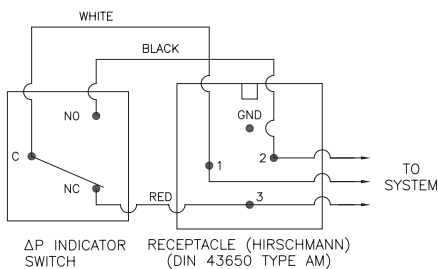 WHITE
BLACK
NO
GND
C
1
2
NC
RED
3
TO
SYSTEM
ΔP INDICATOR
SWITCH
RECEPTACLE (HIRSCHMANN)
(DIN 43650 TYPE AM)